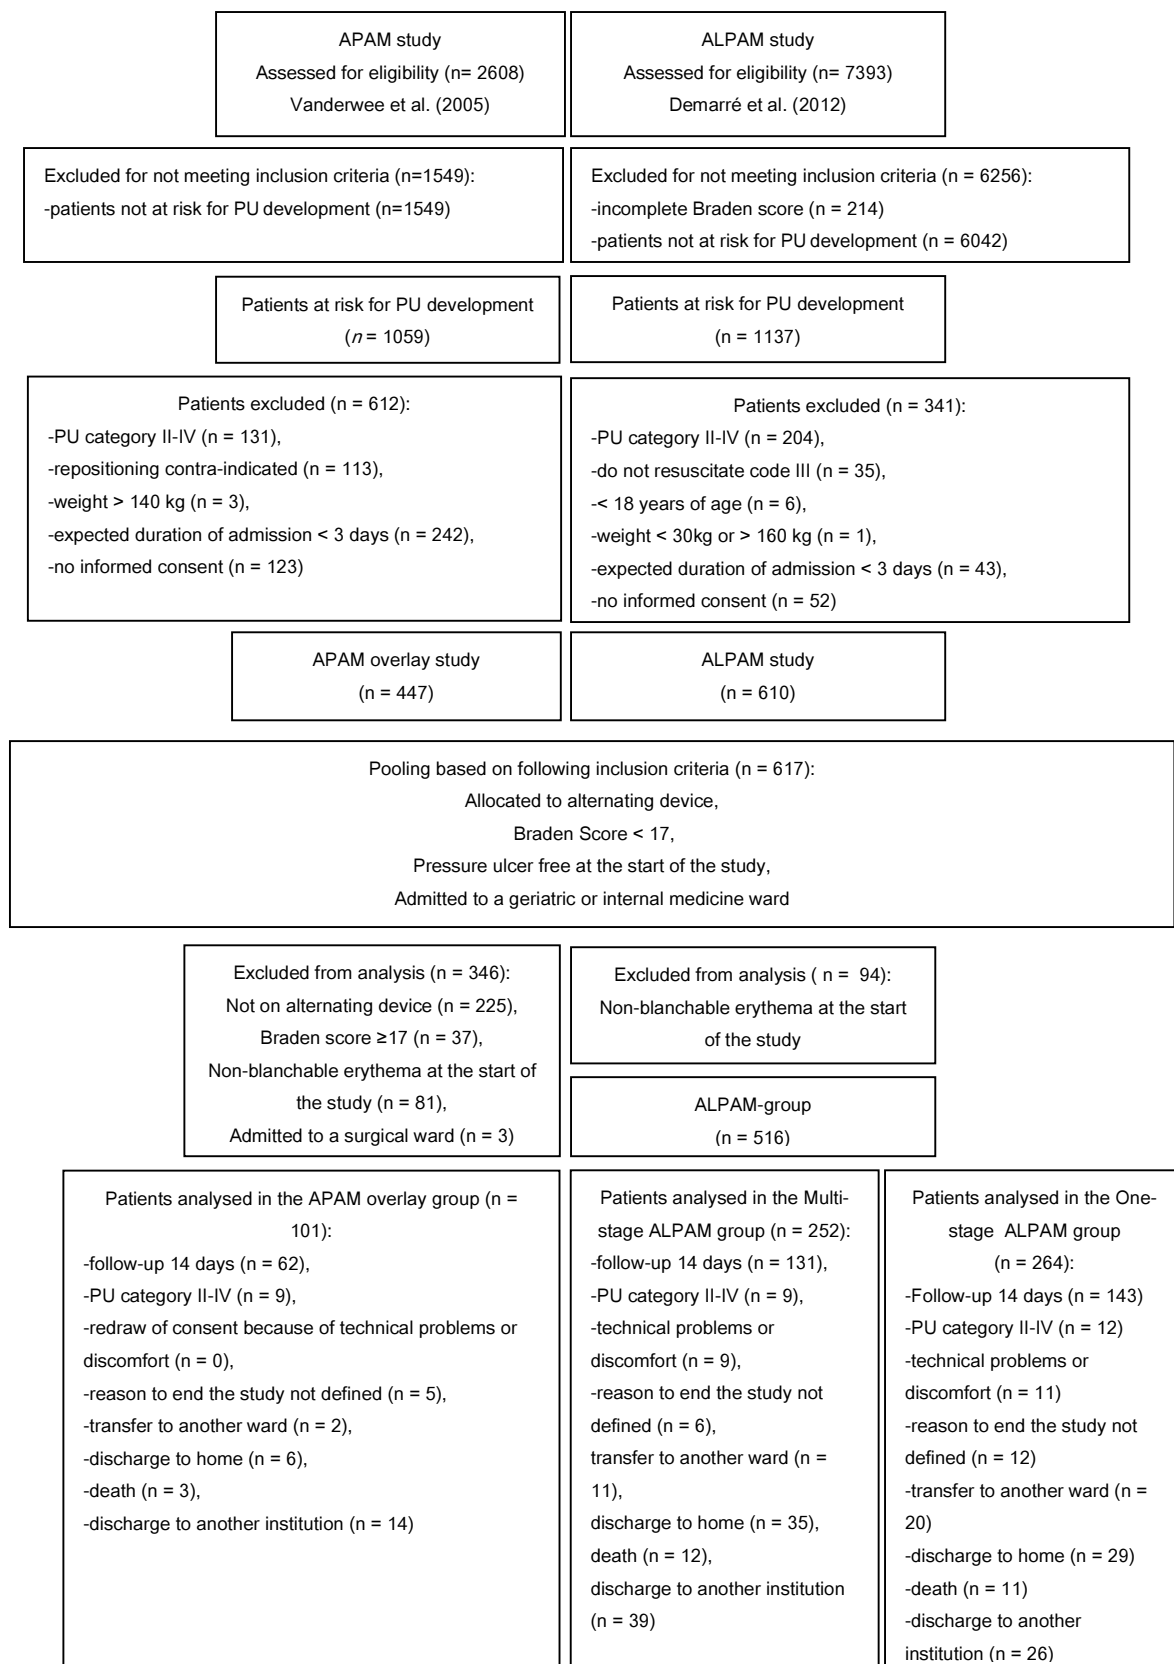 APAM study
Assessed for eligibility (n= 2608)
Vanderwee et al. (2005)
ALPAM study
Assessed for eligibility (n= 7393)
Demarré et al. (2012)
Excluded for not meeting inclusion criteria (n=1549):
-patients not at risk for PU development (n=1549)
Excluded for not meeting inclusion criteria (n = 6256):
-incomplete Braden score (n = 214)
-patients not at risk for PU development (n = 6042)
Patients at risk for PU development
(n = 1059)
Patients at risk for PU development
(n = 1137)
Patients excluded (n = 612):
-PU category II-IV (n = 131),
-repositioning contra-indicated (n = 113),
-weight > 140 kg (n = 3),
-expected duration of admission < 3 days (n = 242),
-no informed consent (n = 123)
Patients excluded (n = 341):
-PU category II-IV (n = 204),
-do not resuscitate code III (n = 35),
-< 18 years of age (n = 6),
-weight < 30kg or > 160 kg (n = 1),
-expected duration of admission < 3 days (n = 43),
-no informed consent (n = 52)
APAM overlay study
(n = 447)
ALPAM study
(n = 610)
Pooling based on following inclusion criteria (n = 617):
Allocated to alternating device,
Braden Score < 17,
Pressure ulcer free at the start of the study,
Admitted to a geriatric or internal medicine ward
Excluded from analysis (n = 346):
Not on alternating device (n = 225),
Braden score ≥17 (n = 37),
Non-blanchable erythema at the start of
the study (n = 81),
Admitted to a surgical ward (n = 3)
Excluded from analysis ( n = 94):
Non-blanchable erythema at the start
of the study
ALPAM-group
(n = 516)
Patients analysed in the APAM overlay group (n =
101):
-follow-up 14 days (n = 62),
-PU category II-IV (n = 9),
-redraw of consent because of technical problems or
discomfort (n = 0),
-reason to end the study not defined (n = 5),
-transfer to another ward (n = 2),
-discharge to home (n = 6),
-death (n = 3),
-discharge to another institution (n = 14)
Patients analysed in the Multi-
stage ALPAM group (n = 252):
-follow-up 14 days (n = 131),
-PU category II-IV (n = 9),
-technical problems or
discomfort (n = 9),
-reason to end the study not
defined (n = 6),
transfer to another ward (n =
11),
discharge to home (n = 35),
death (n = 12),
discharge to another institution
(n = 39)
Patients analysed in the One-
stage ALPAM group
(n = 264):
-Follow-up 14 days (n = 143)
-PU category II-IV (n = 12)
-technical problems or
discomfort (n = 11)
-reason to end the study not
defined (n = 12)
-transfer to another ward (n =
20)
-discharge to home (n = 29)
-death (n = 11)
-discharge to another
institution (n = 26)